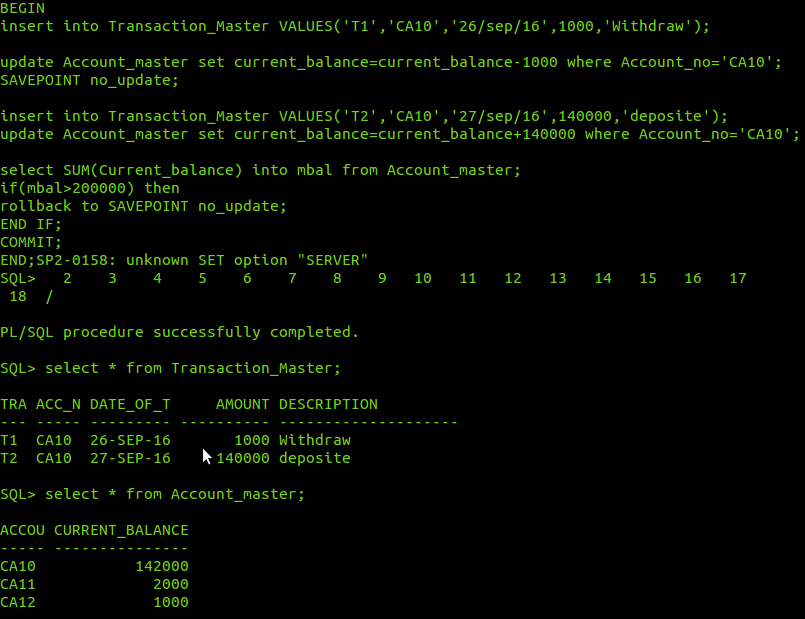 BEGIN
insert into Transaction_Master VALUES('T1','CA10','26/sep/16',1000,'Withdraw');
update Account_master set current_balance=current_balance-1000 where Account_no='CA10';
SAVEPOINT no_update;
insert into Transaction_Master VALUES('T2','CA10','27/sep/16',140000,'deposite');
update Account_master set current_balance=current_balance+140000 where Account_no='CA10';
select SUM(Current_balance) into mbal from Account_master;
if(mbal>200000) then
rollback to SAVEPOINT no_update;
END IF;
COMMIT;
END;SP2-0158: unknown SET option "SERVER"
SQL>   2    3    4    5    6    7    8    9   10   11   12   13   14   15   16   17
 18  /
PL/SQL procedure successfully completed.
SQL> select * from Transaction_Master;
TRA ACC_N DATE_OF_T     AMOUNT DESCRIPTION
--- ----- --------- ---------- --------------------
T1  CA10  26-SEP-16       1000 Withdraw
T2  CA10  27-SEP-16     140000 deposite
SQL> select * from Account_master;
ACCOU CURRENT_BALANCE
----- ---------------
CA10           142000
CA11             2000
CA12             1000